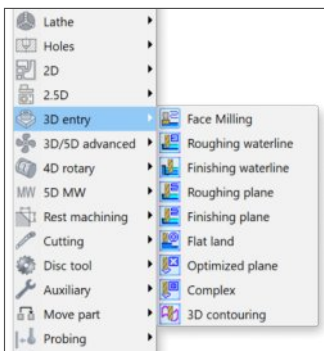 Lathe
Holes
2D
2.5D
3D entry
3D/5D advanced
4D rotary
MW 5D MW
Rest machining
Cutting
Disc tool
Auxiliary
Move part
Probing
Face Milling
Roughing waterline
Finishing waterline
Roughing plane
Finishing plane
Flat land
Optimized plane
Complex
3D contouring